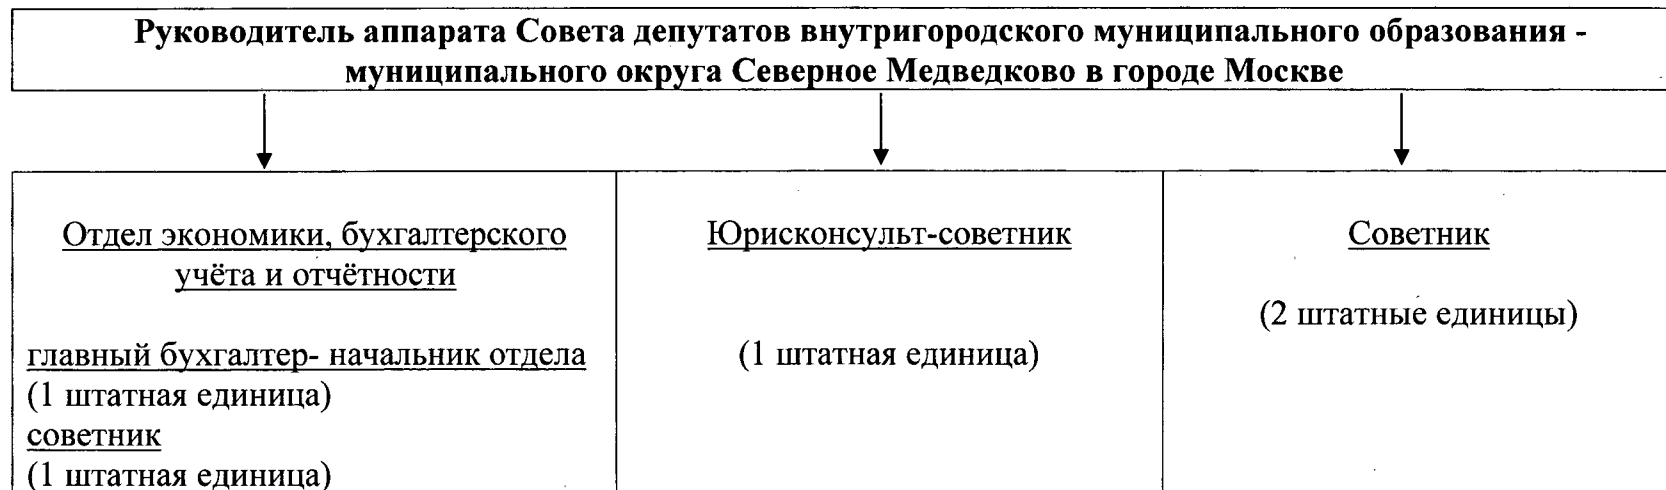 Руководитель аппарата Совета депутатов внутригородского муниципального образования -
муниципального округа Северное Медведково в городе Москве
Отдел экономики, бухгалтерского
учёта и отчётности
главный бухгалтер- начальник отдела
(1 штатная единица)
советник
(1 штатная единица)
Юрисконсульт-советник
(1 штатная единица)
Советник
(2 штатные единицы)